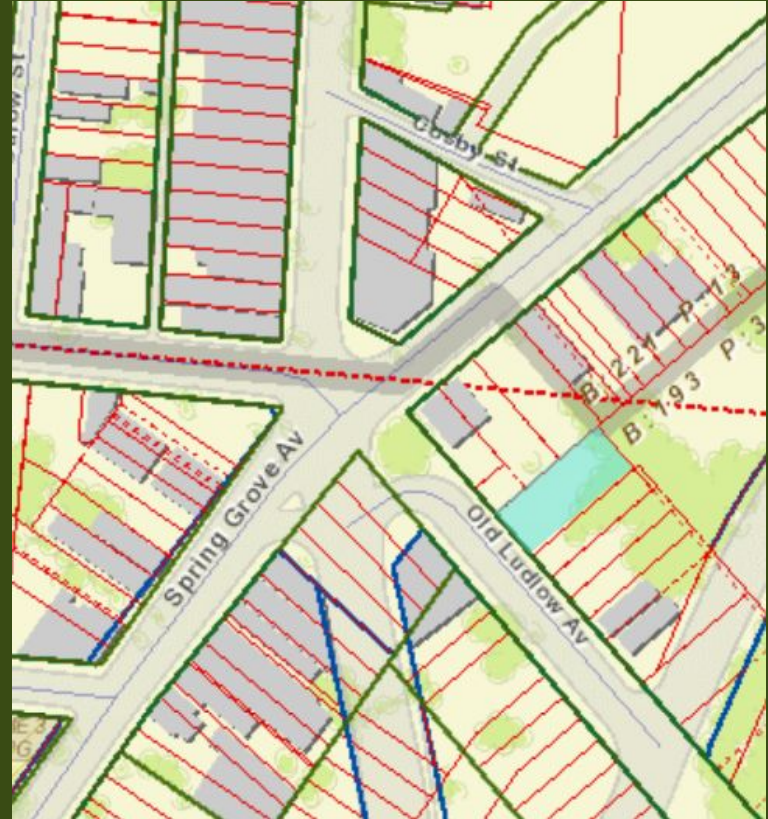 Cosby St
B: 221 P: 13
B: 193 P: 3
Spring Grove Av
Old Ludlow Av